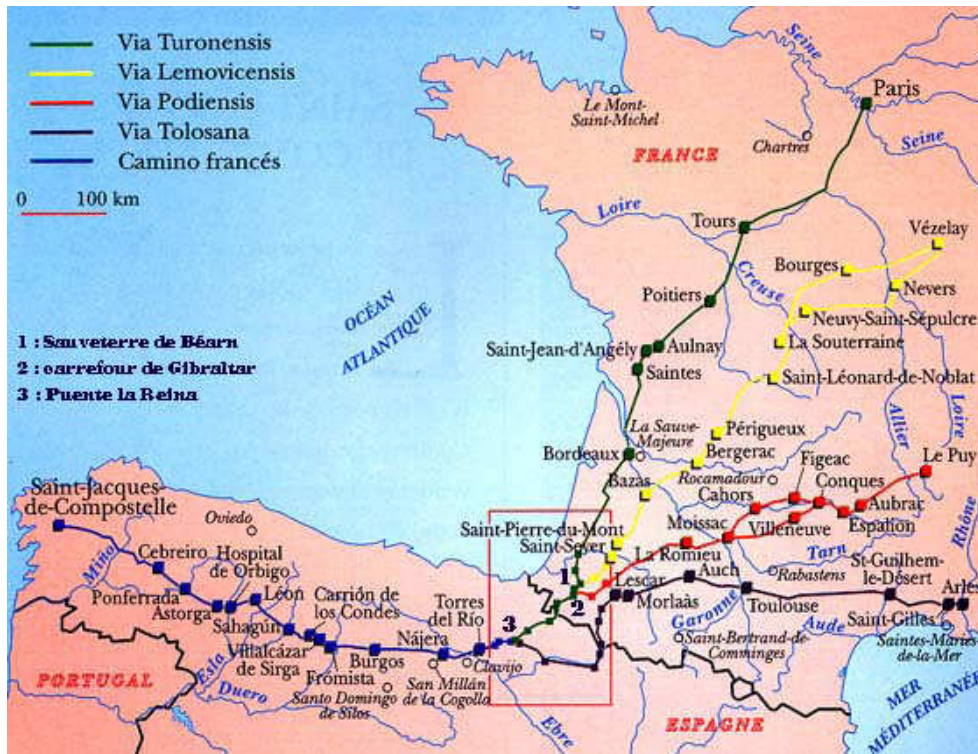 Via Turonensis
Via Lemovicensis
Via Podiensis
Via Tolosana
Camino francés
0 100 km
1 : Sauveterre de Béarn
2 : carrefour de Gibraltar
3 : Puente la Reina
Seine
Paris
Le Mont-
Saint-Michel
Chartres
Seine
FRANCE
Loire
Tours
Vézelay
Bourges
Creuse
Nevers
Poitiers
Neuvy-Saint-Sépulcre
OCÉAN
ATLANTIQUE
La Souterraine
Saint-Jean-d'Angély
Aulnay
Saintes
Saint-Léonard-de-Noblat
Allier
Loire
Périgueux
La Sauve-
Majeure
Bordeaux
Bergerac
Figeac
Le Puy
Rocamadour
Conques
Bazas
Cahors
Aubrac
Saint-Jacques-
de-Compostelle
Oviedo
Saint-Pierre-du-Mont
Moissac
Villeneuve
Espalion
Rhône
Saint-Sever
La Romieu
Tarn
Miño
Cebreiro
Hospital
de Orbigo
1
Lescar
Auch
Rabastens
St-Guilhem-
le-Désert
Arles
Ponferrada
Léon
Carrión de
los Condes
Torres
del Río
2
Morlaàs
Garonne
Toulouse
Astorga
Sahagún
Nájera
3
Aude
Saint-Gilles
Villalcázar
de Sirga
Saint-Bertrand-de-
Comminges
Saintes-Maries-
de-la-Mer
Esla
Frómista
Burgos
Clavijo
PORTUGAL
Duero
Santo Domingo
de Silos
San Millán
de la Cogolla
Ebre
ESPAGNE
MER
MÉDITERRANÉE